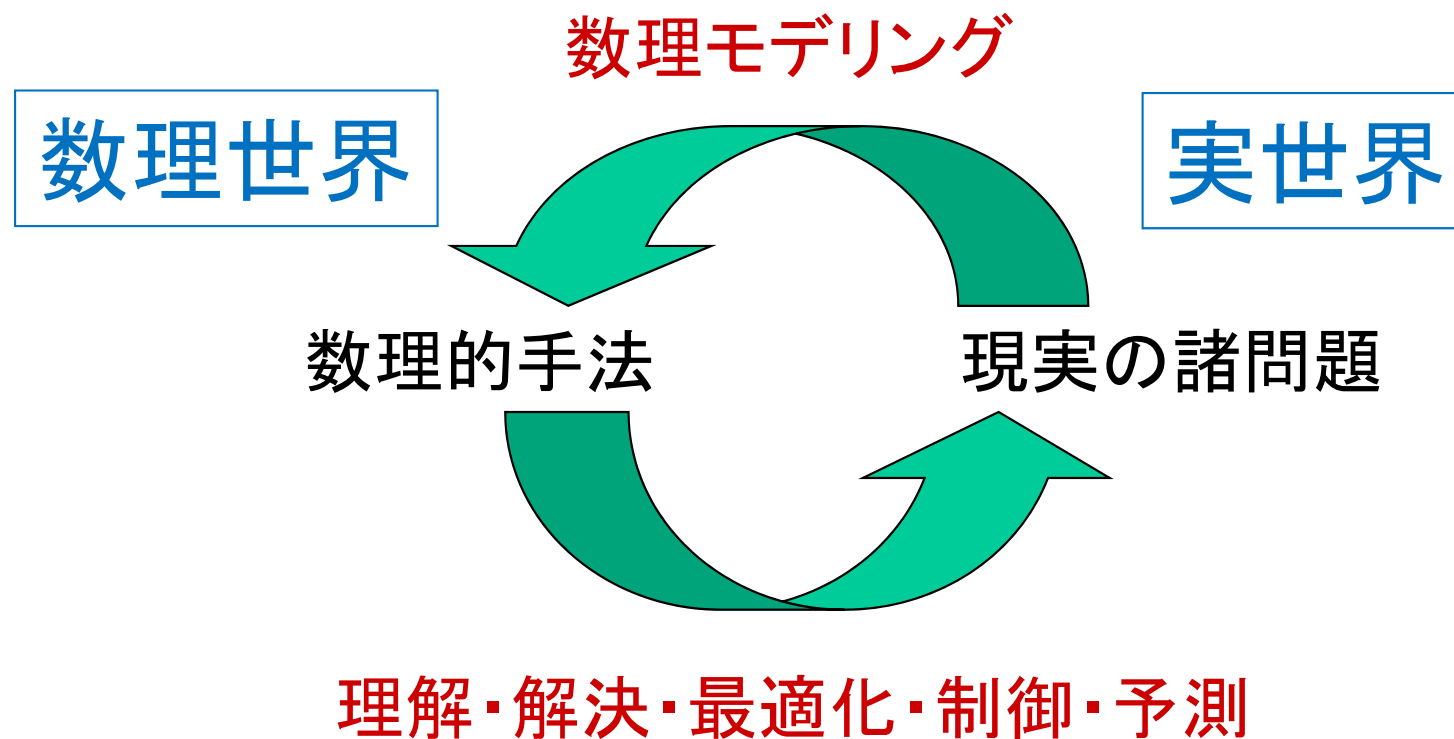 数理モデリング
数理世界
実世界
数理的手法
現実の諸問題
理解・解決・最適化・制御・予測